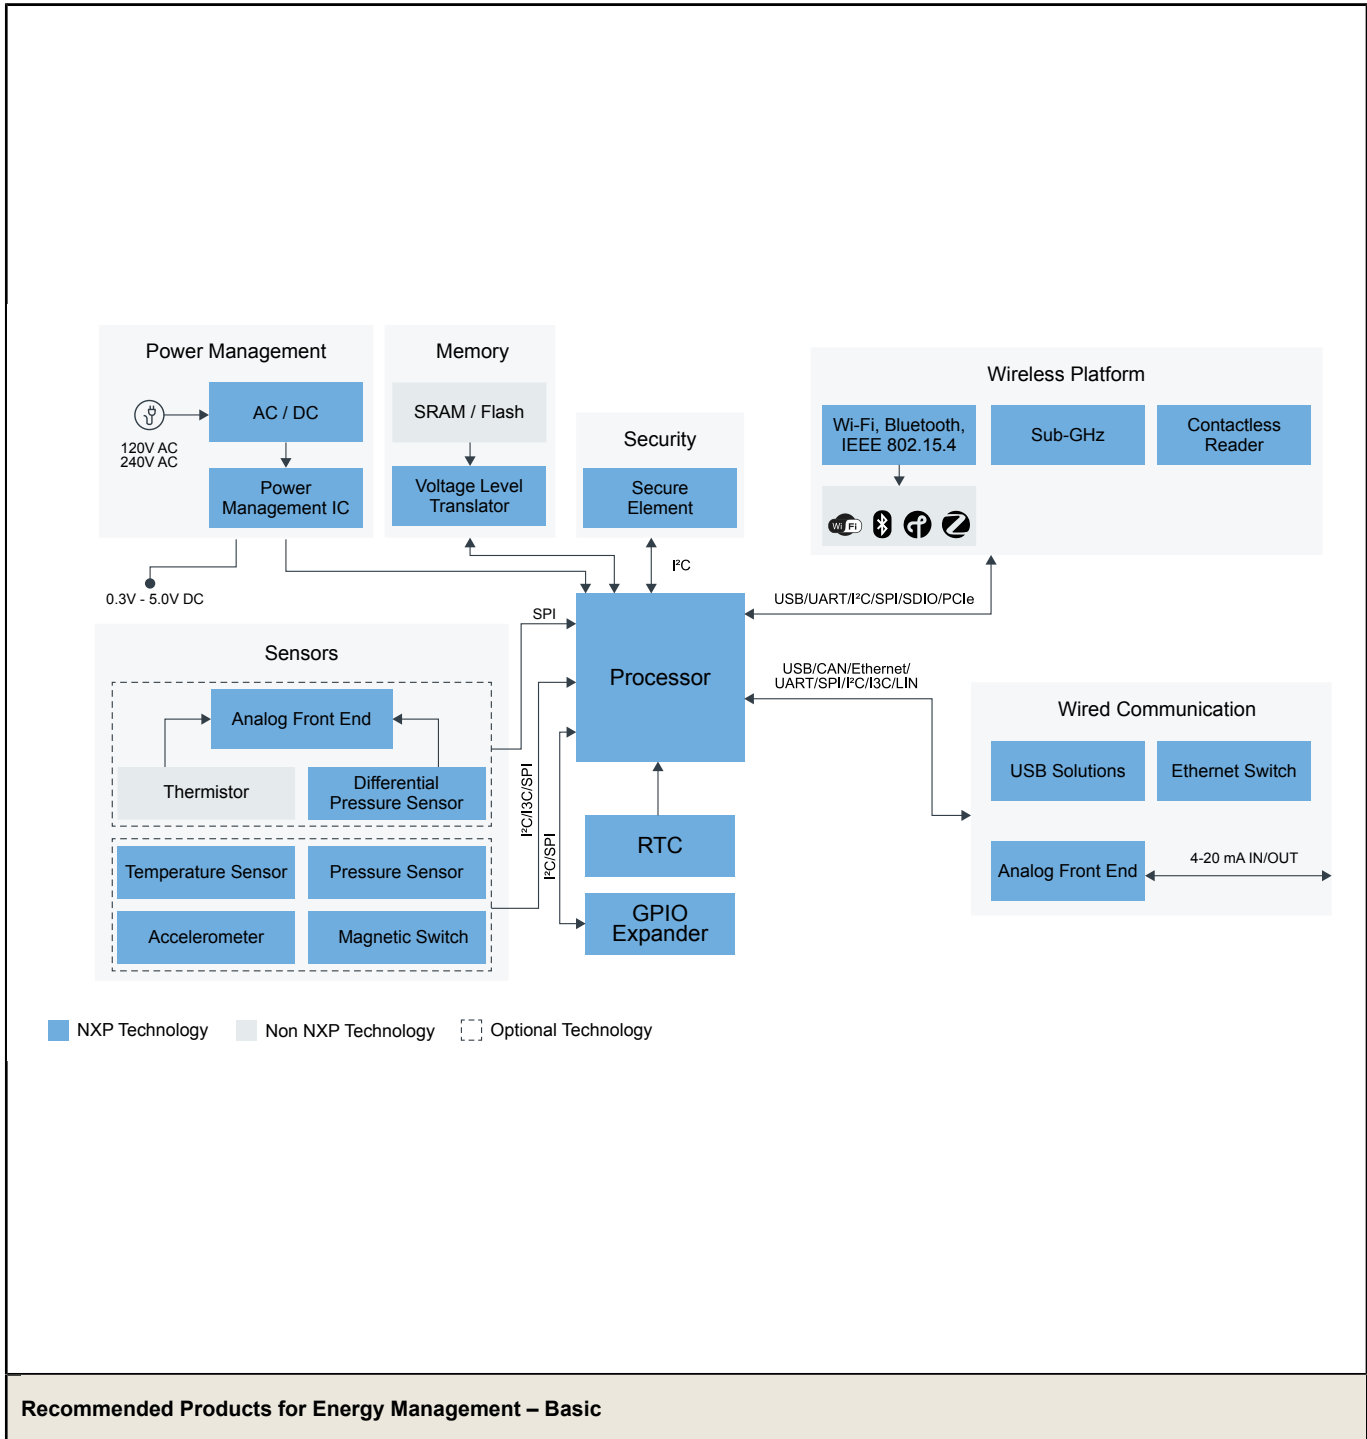 Power Management
AC / DC
120V AC
240V AC
Power
Management IC
0.3V - 5.0V DC
Memory
SRAM / Flash
Voltage Level
Translator
Security
Secure
Element
I²C
Wireless Platform
Wi-Fi, Bluetooth,
IEEE 802.15.4
Sub-GHz
Contactless
Reader
Wi Fi
USB/UART/I²C/SPI/SDIO/PCIe
SPI
Sensors
Analog Front End
Thermistor
Differential
Pressure Sensor
Temperature Sensor
Pressure Sensor
Accelerometer
Magnetic Switch
I²C/I3C/SPI
I²C/SPI
Processor
RTC
GPIO
Expander
USB/CAN/Ethernet/
UART/SPI/I²C/I3C/LIN
Wired Communication
USB Solutions
Ethernet Switch
Analog Front End
4-20 mA IN/OUT
NXP Technology
Non NXP Technology
Optional Technology
Recommended Products for Energy Management – Basic